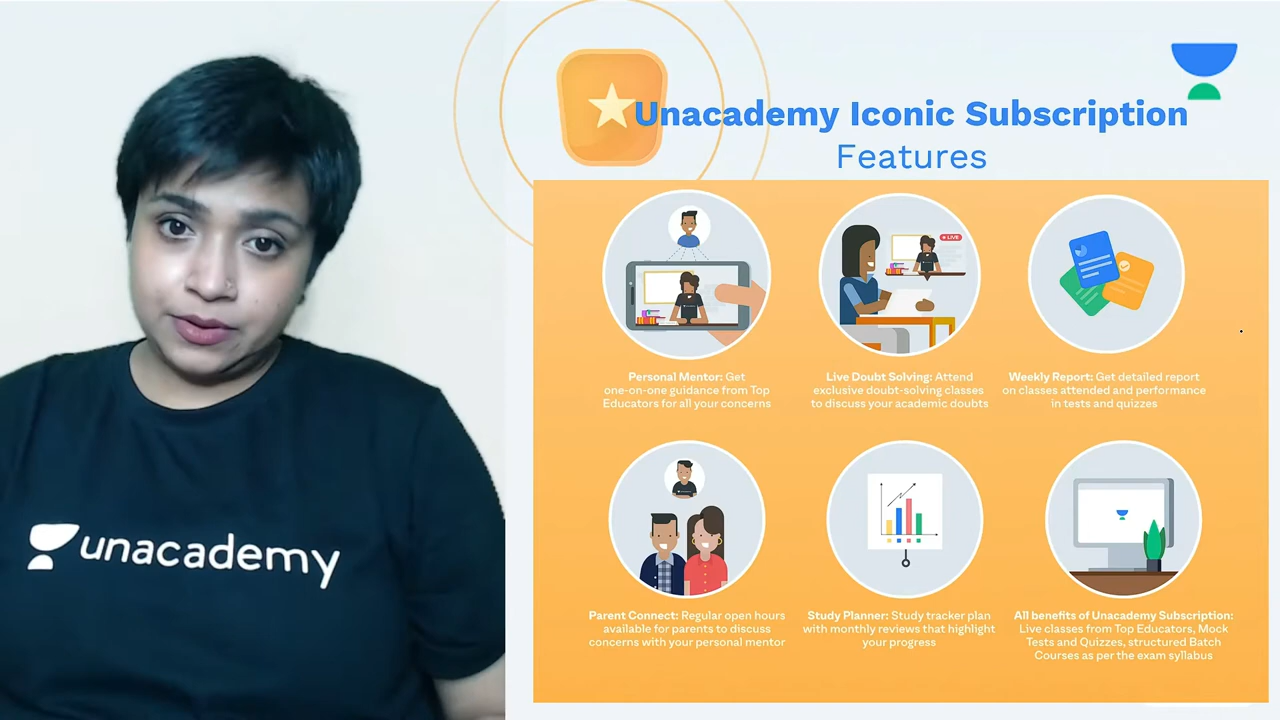 unacademy
Unacademy Iconic Subscription
Features
LIVE
Personal Mentor: Get
one-on-one guidance from Top
Educators for all your concerns
Live Doubt Solving: Attend
exclusive doubt-solving classes
to discuss your academic doubts
Weekly Report: Get detailed report
on classes attended and performance
in tests and quizzes
Parent Connect: Regular open hours
available for parents to discuss
concerns with your personal mentor
Study Planner: Study tracker plan
with monthly reviews that highlight
your progress
All benefits of Unacademy Subscription:
Live classes from Top Educators, Mock
Tests and Quizzes, structured Batch
Courses as per the exam syllabus